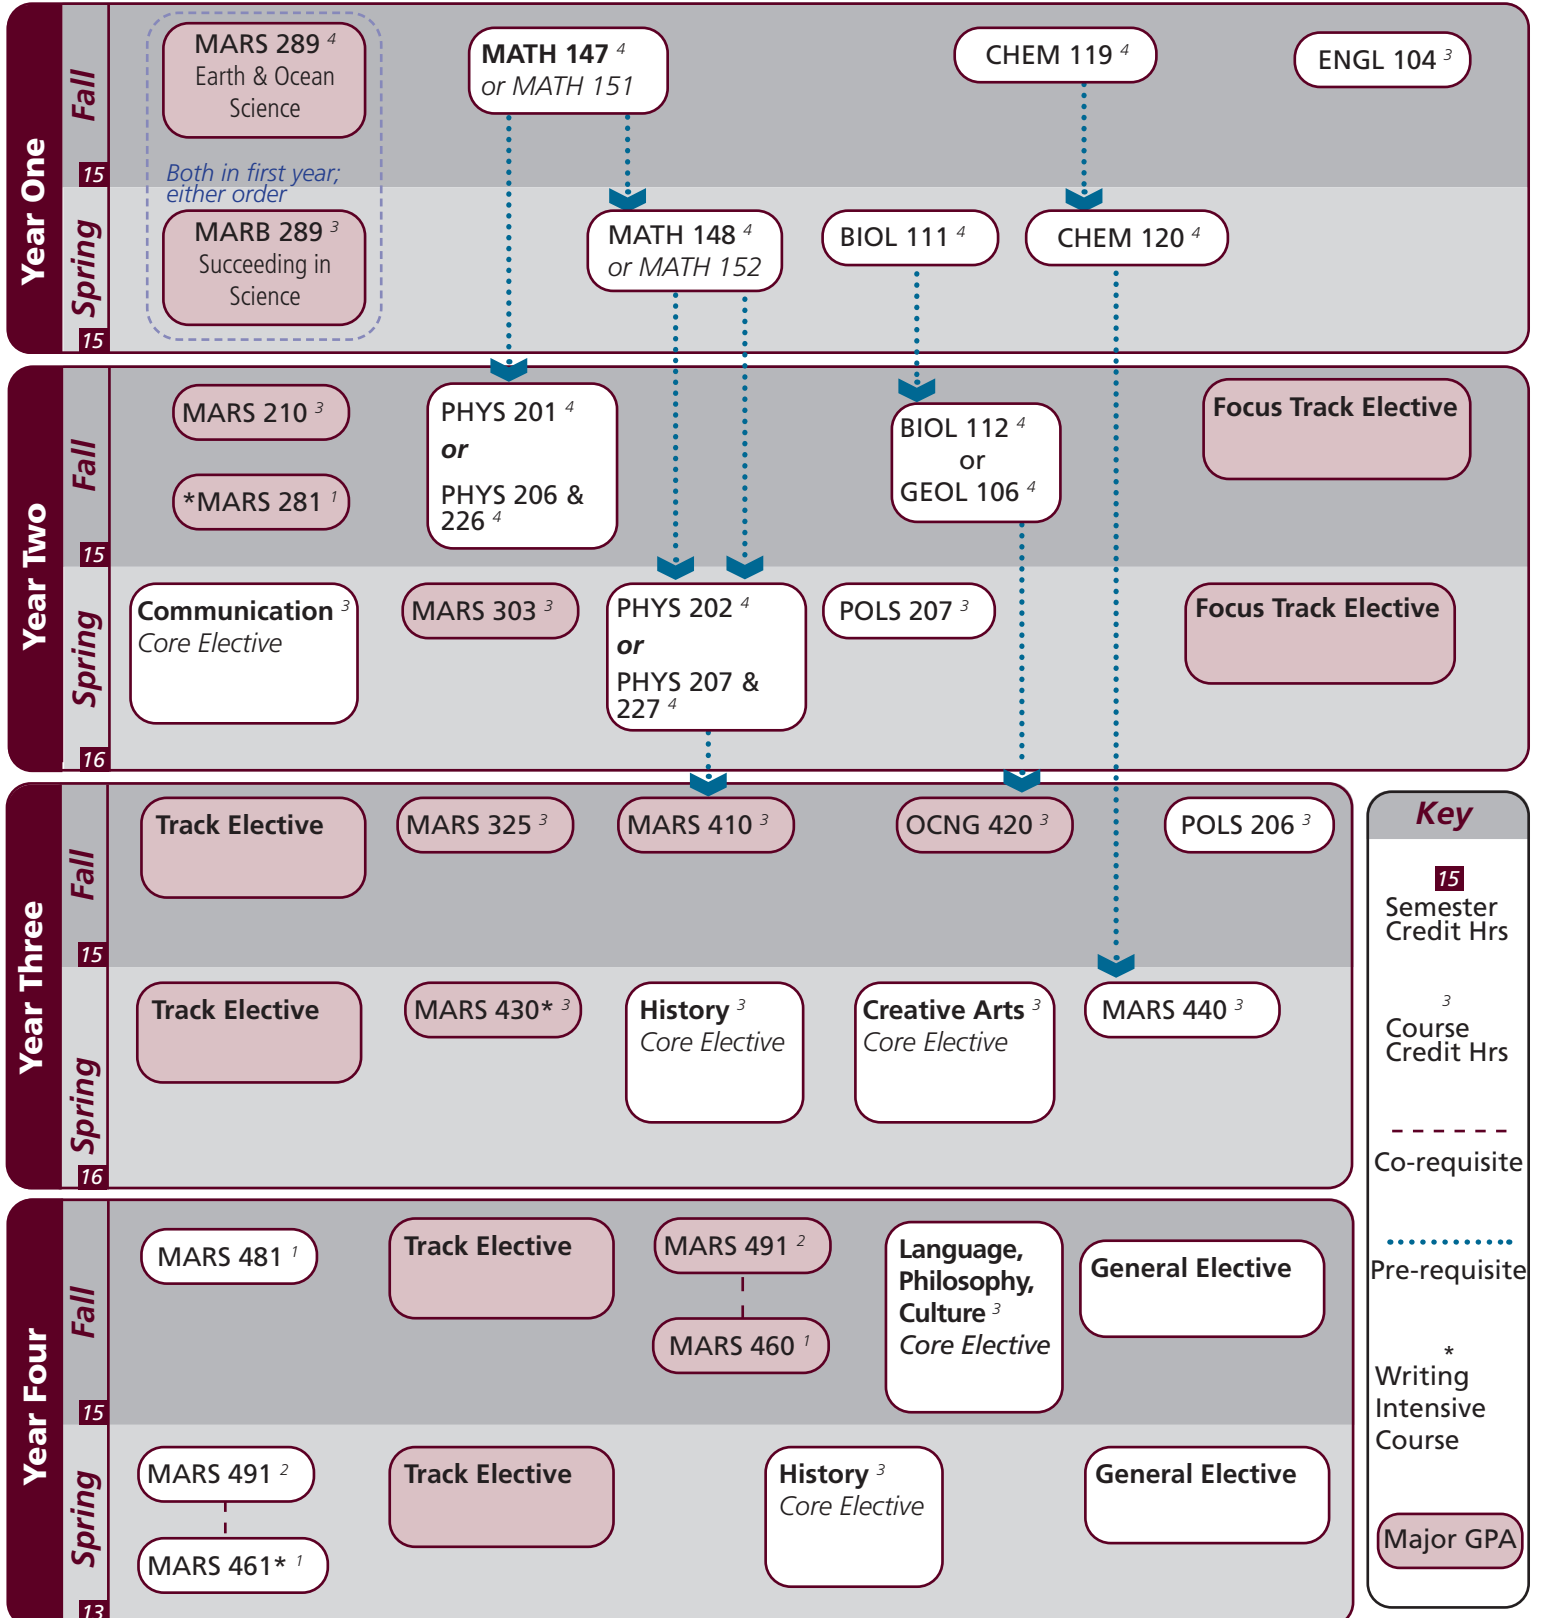 Year One
Fall
15
MARS 289 4
Earth & Ocean
Science
MATH 147 4
or MATH 151
CHEM 119 4
ENGL 104 3
Both in first year;
either order
Spring
15
MARB 289 3
Succeeding in
Science
MATH 148 4
or MATH 152
BIOL 111 4
CHEM 120 4
Year Two
Fall
15
MARS 210 3
*MARS 281 1
PHYS 201 4
or
PHYS 206 &
226 4
BIOL 112 4
or
GEOL 106 4
Focus Track Elective
Spring
16
Communication 3
Core Elective
MARS 303 3
PHYS 202 4
or
PHYS 207 &
227 4
POLS 207 3
Focus Track Elective
Year Three
Fall
15
Track Elective
MARS 325 3
MARS 410 3
OCNG 420 3
POLS 206 3
Spring
16
Track Elective
MARS 430* 3
History 3
Core Elective
Creative Arts 3
Core Elective
MARS 440 3
Year Four
Fall
15
MARS 481 1
Track Elective
MARS 491 2
MARS 460 1
Language,
Philosophy,
Culture 3
Core Elective
General Elective
Spring
13
MARS 491 2
MARS 461* 1
Track Elective
History 3
Core Elective
General Elective
Key
15
Semester
Credit Hrs
3
Course
Credit Hrs
Co-requisite
Pre-requisite
*
Writing
Intensive
Course
Major GPA